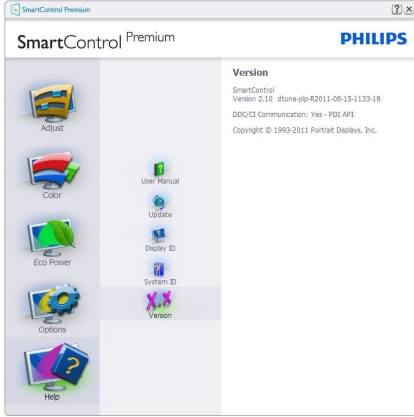 SmartControl Premium
SmartControl Premium
PHILIPS
Adjust
Color
Eco Power
Options
Help
User Manual
Update
Display ID
System ID
X.X
Version
Version
SmartControl
Version 2.10 dtune-plp-R2011-08-15-1133-18
DDC/CI Communication: Yes - PDI API
Copyright © 1993-2011 Portrait Displays, Inc.